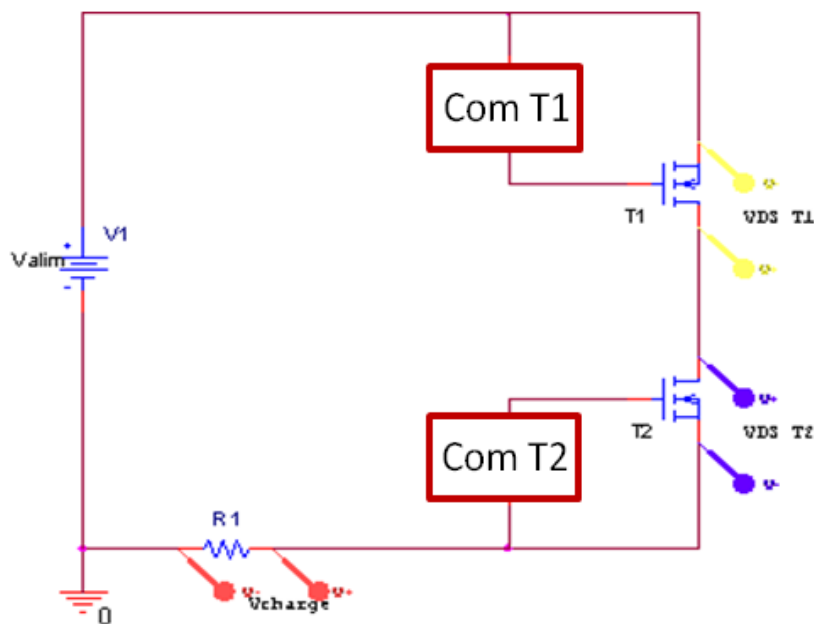 Com T1
V-
T1
VDS T1
V1
+
Valim
-
V-
V+
T2
VDS T2
Com T2
V-
R1
V-
V+
Vcharge
0